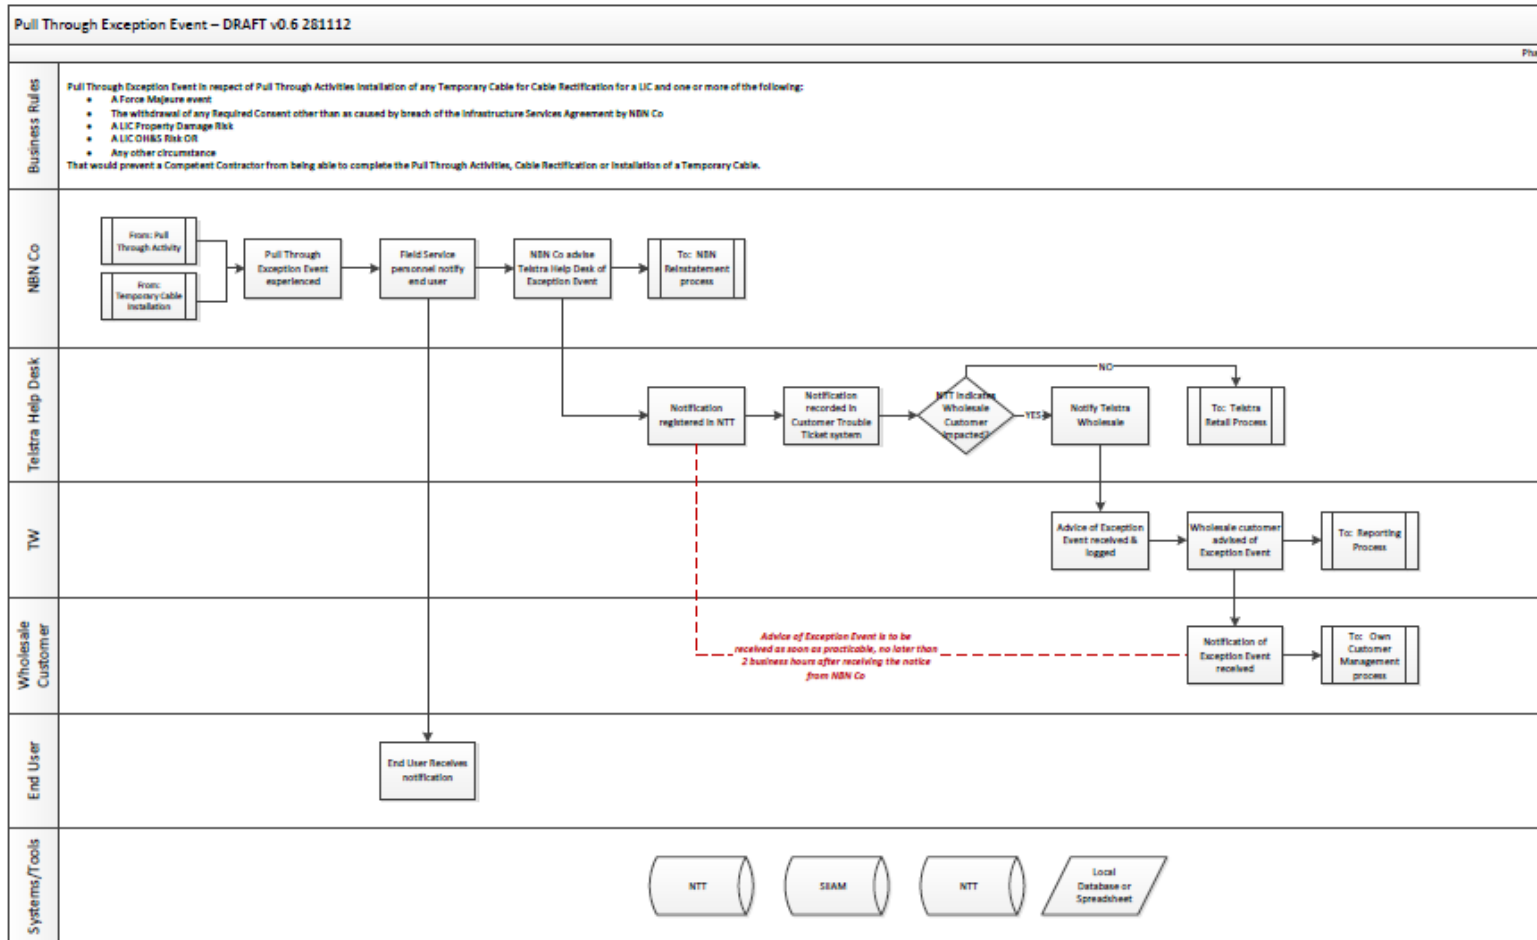 Pull Through Exception Event – DRAFT v0.6 281112
Pha
Business Rules
Pull Through Exception Event in respect of Pull Through Activities Installation of any Temporary Cable for Cable Rectification for a LIC and one or more of the following:
• A Force Majeure event
• The withdrawal of any Required Consent other than as caused by breach of the Infrastructure Services Agreement by NBN Co
• A LIC Property Damage Risk
• A LIC OH&S Risk OR
• Any other circumstance
That would prevent a Competent Contractor from being able to complete the Pull Through Activities, Cable Rectification or Installation of a Temporary Cable.
NBN Co
From: Pull
Through Activity
From:
Temporary Cable
Installation
Pull Through
Exception Event
experienced
Field Service
personnel notify
end user
NBN Co advise
Telstra Help Desk of
Exception Event
To: NBN
Reinstatement
process
Telstra Help Desk
Notification
registered in NTT
Notification
recorded in
Customer Trouble
Ticket system
NTT indicates
Wholesale
Customer
impacted?
NO
YES
Notify Telstra
Wholesale
To: Telstra
Retail Process
TW
Advice of Exception
Event received &
logged
Wholesale customer
advised of
Exception Event
To: Reporting
Process
Wholesale
Customer
Advice of Exception Event is to be
received as soon as practicable, no later than
2 business hours after receiving the notice
from NBN Co
Notification of
Exception Event
received
To: Own
Customer
Management
process
End User
End User Receives
notification
Systems/Tools
NTT
SIIAM
NTT
Local
Database or
Spreadsheet